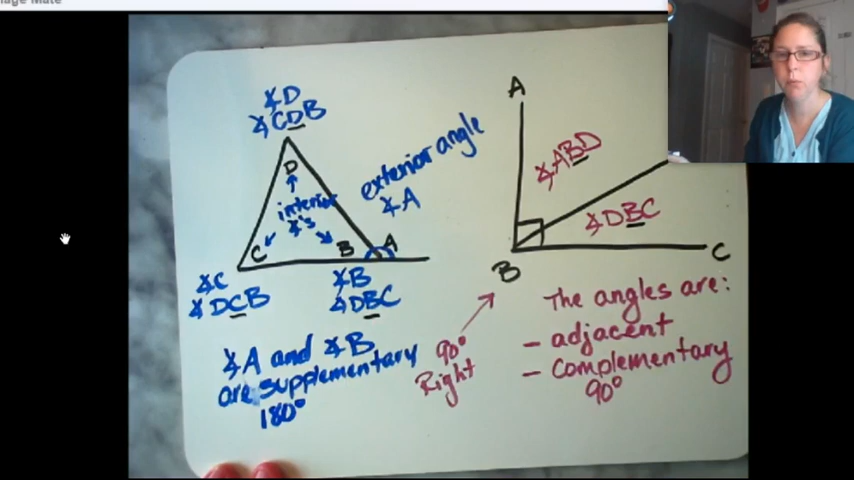 ∡D
∡CDB
D
interior
∡'s
C
B
A
exterior angle
∡A
∡C
∡DCB
∡B
∡DBC
∡A and ∡B
are supplementary
180°
A
∡ABD
∡DBC
B
C
90°
Right
The angles are:
- adjacent
- complementary
90°